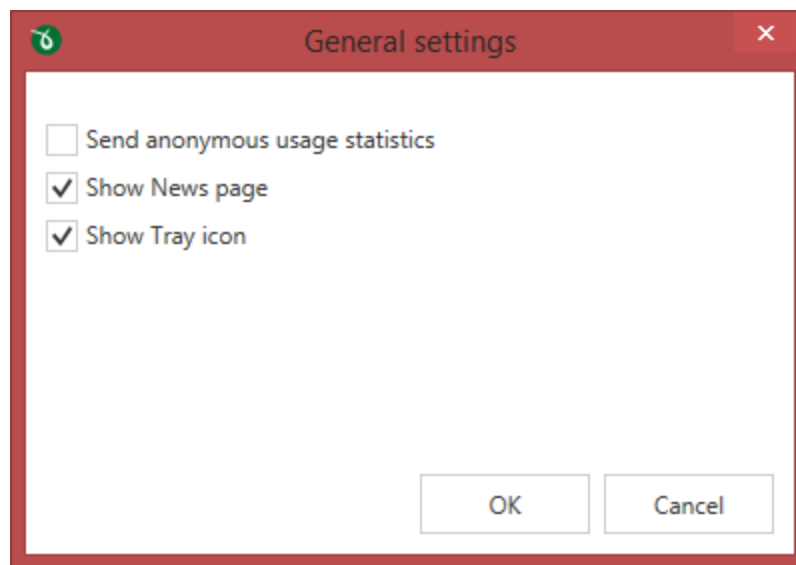 General settings
Send anonymous usage statistics
Show News page
Show Tray icon
OK
Cancel